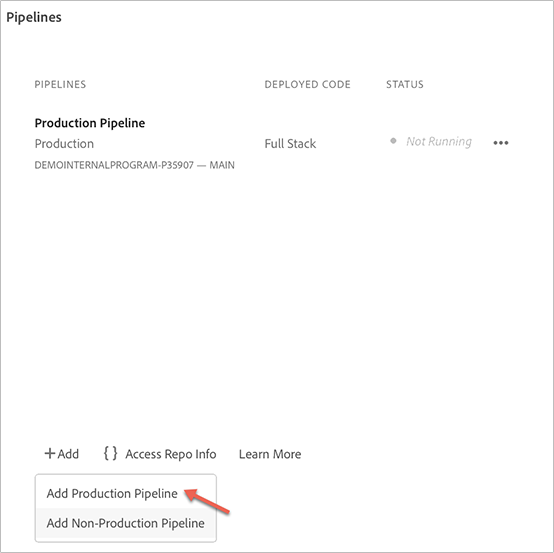 Pipelines
PIPELINES DEPLOYED CODE STATUS
Production Pipeline
Production Full Stack Not Running
DEMOINTERNALPROGRAM-P35907 — MAIN
+Add {} Access Repo Info Learn More
Add Production Pipeline
Add Non-Production Pipeline